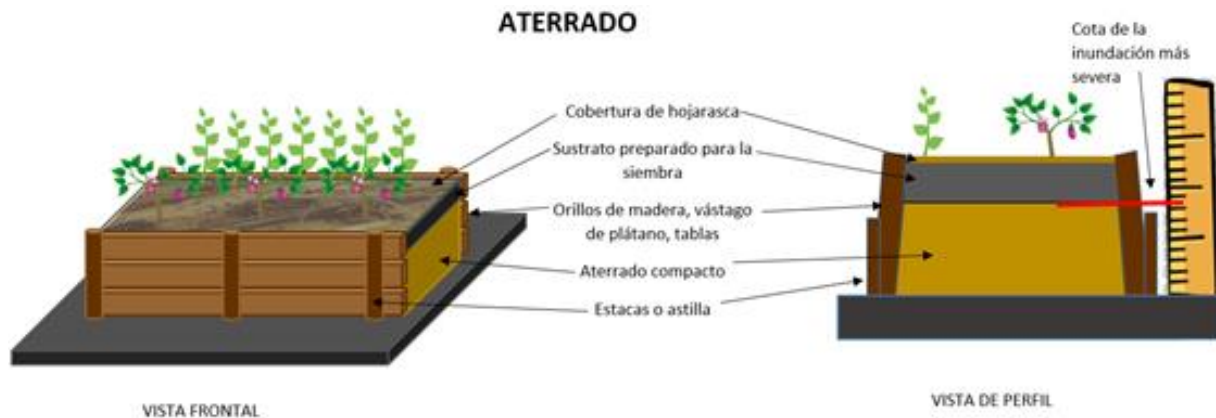 ATERRADO
Cota de la
inundación más
severa
Cobertura de hojarasca
Sustrato preparado para la
siembra
Orillos de madera, vástago
de plátano, tablas
Aterrado compacto
Estacas o astilla
VISTA FRONTAL
VISTA DE PERFIL